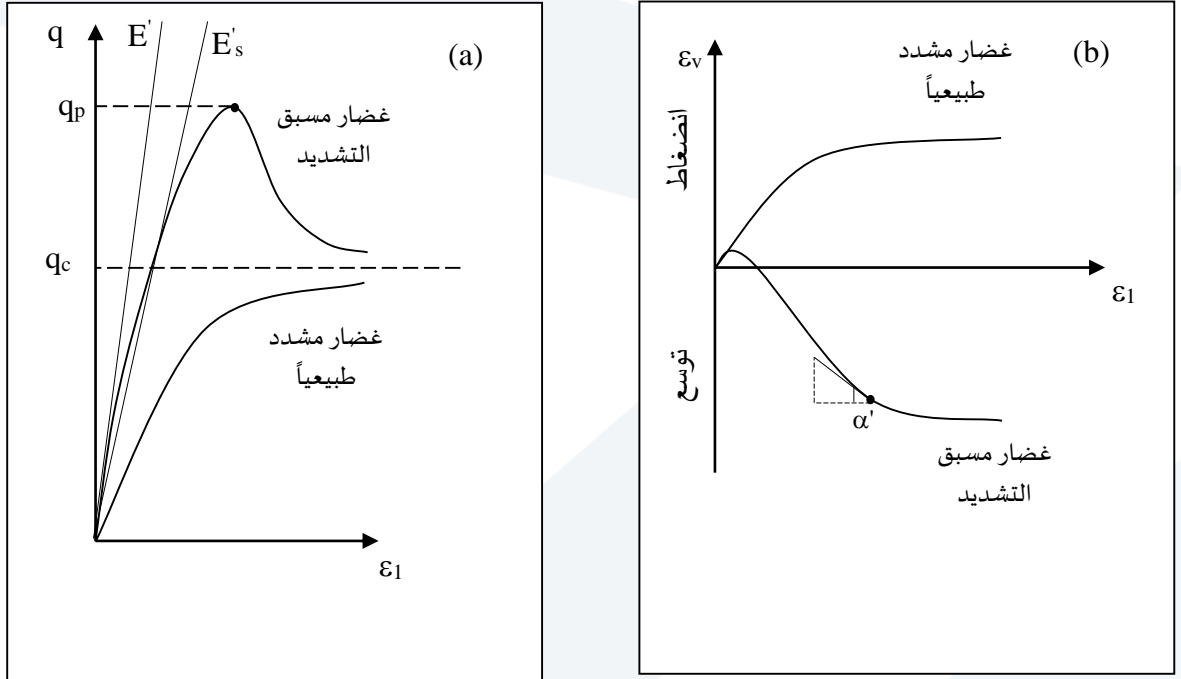 (a)
q
E'
E's
qp
غضار مسبق
التشديد
qc
غضار مشدد
طبيعياً
ε1
(b)
εv
غضار مشدد
طبيعياً
انضغاط
ε1
توسع
α'
غضار مسبق
التشديد